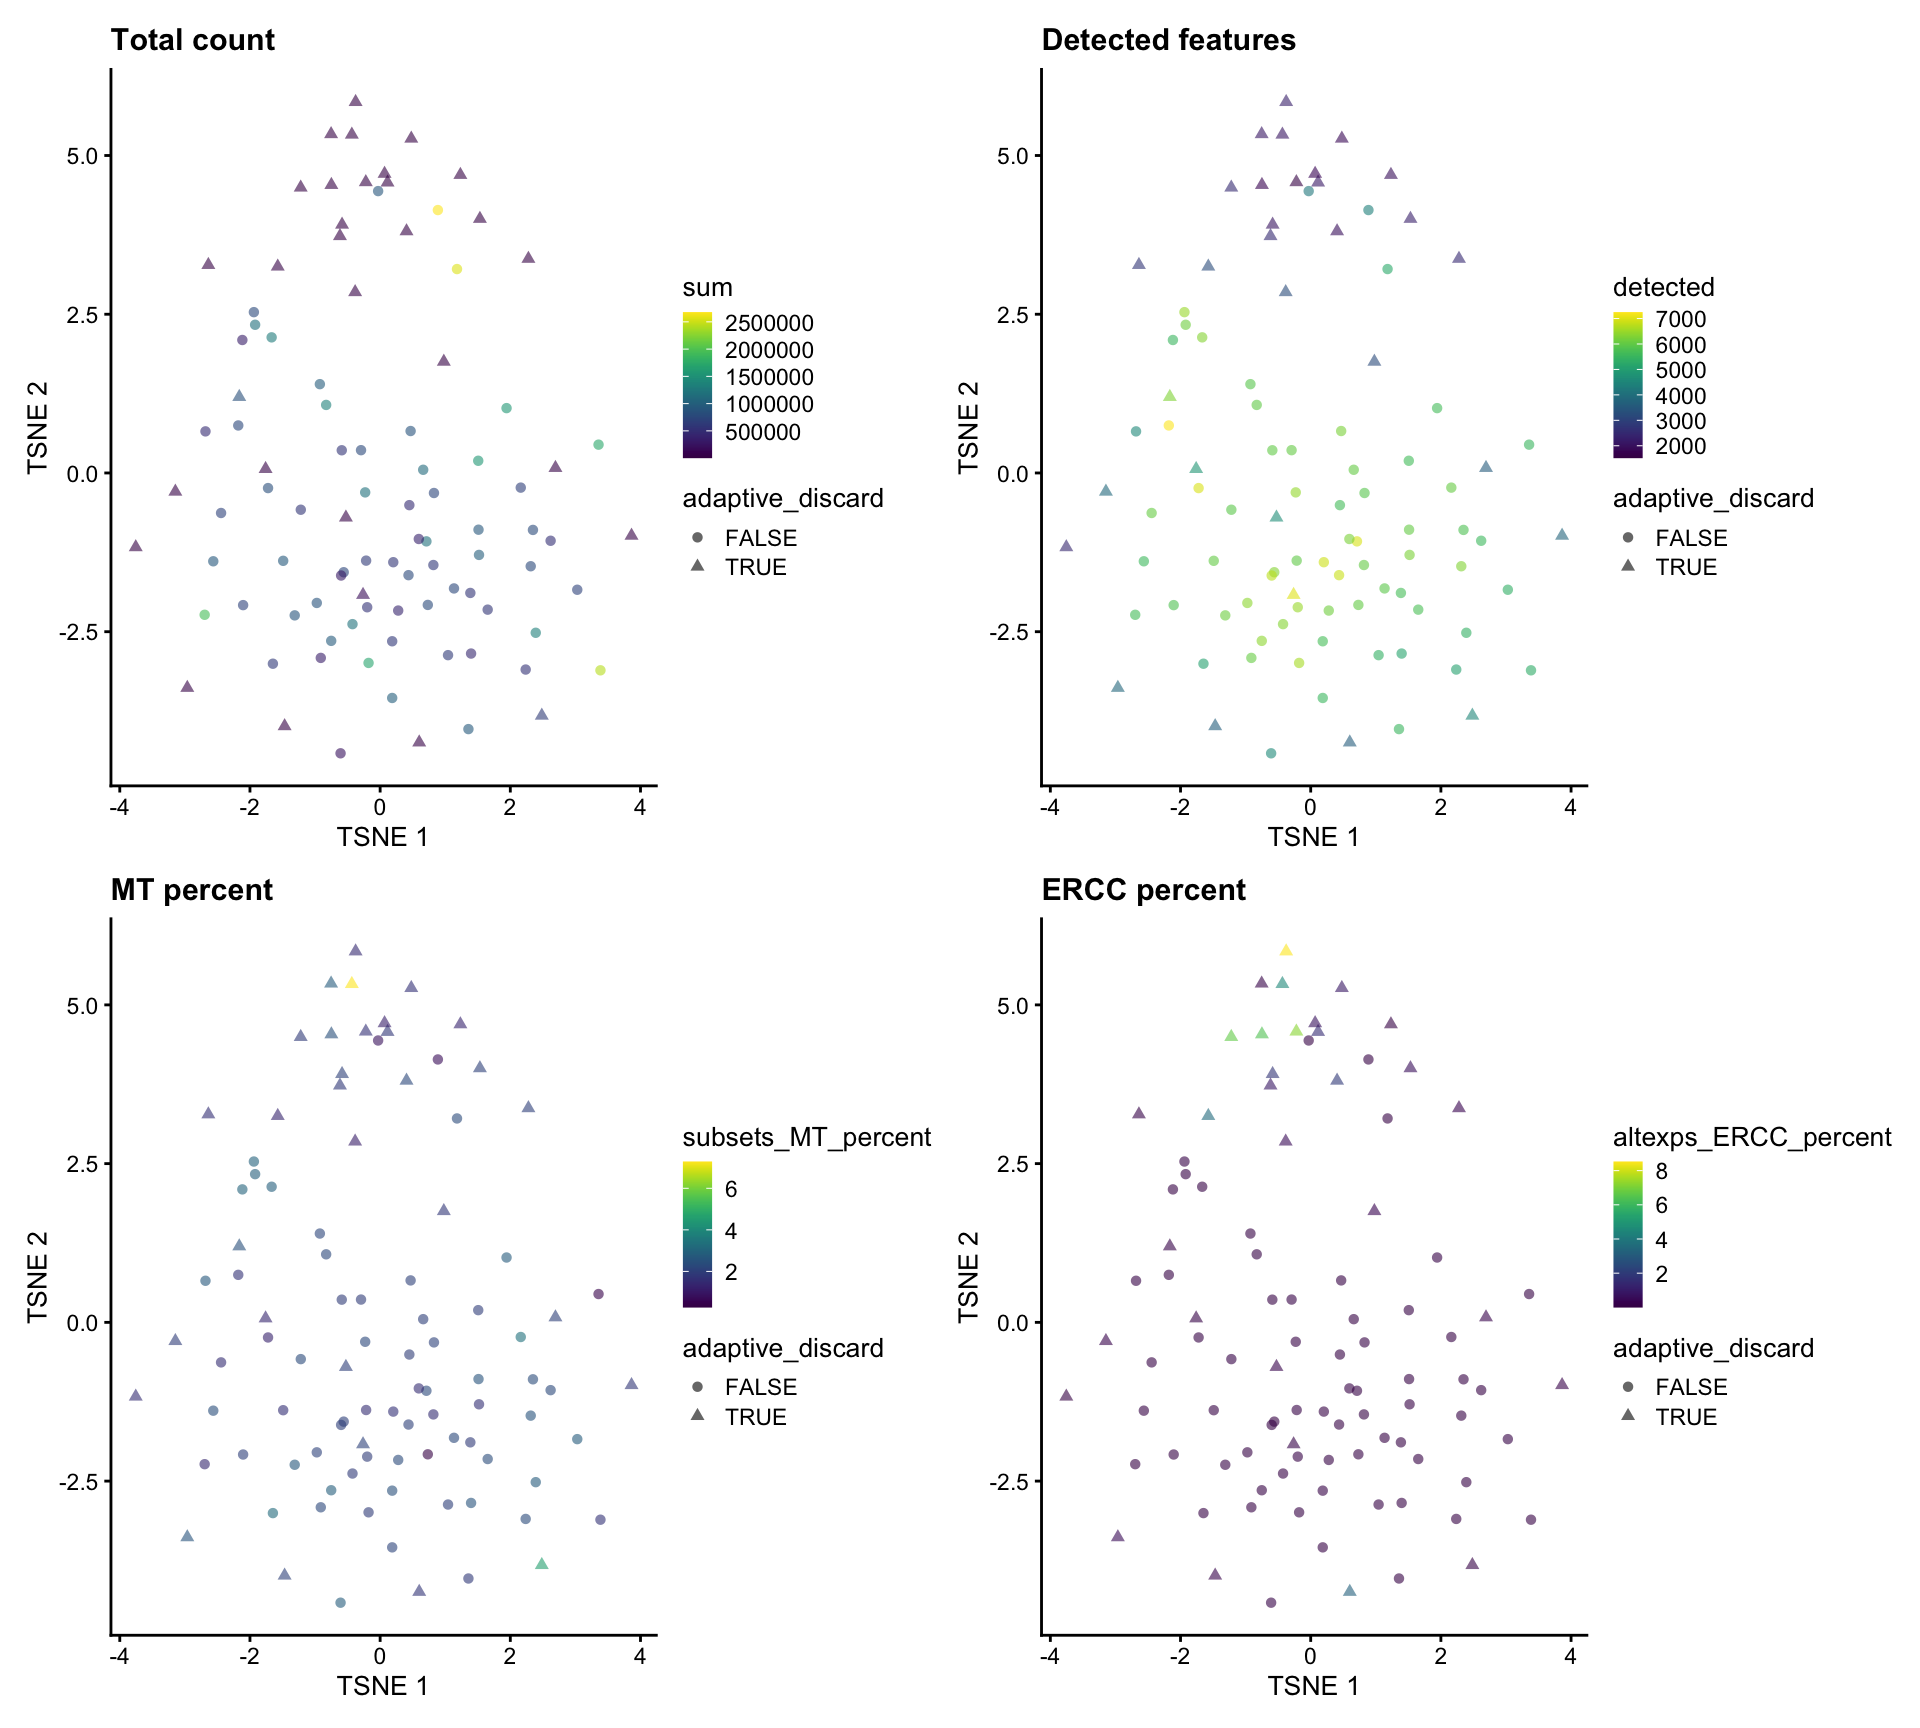 Total count
5.0
2.5
0.0
-2.5
TSNE 2
-4 -2 0 2 4
TSNE 1
sum
2500000
2000000
1500000
1000000
500000
adaptive_discard
FALSE
TRUE
Detected features
5.0
2.5
0.0
-2.5
TSNE 2
-4 -2 0 2 4
TSNE 1
detected
7000
6000
5000
4000
3000
2000
adaptive_discard
FALSE
TRUE
MT percent
5.0
2.5
0.0
-2.5
TSNE 2
-4 -2 0 2 4
TSNE 1
subsets_MT_percent
6
4
2
adaptive_discard
FALSE
TRUE
ERCC percent
5.0
2.5
0.0
-2.5
TSNE 2
-4 -2 0 2 4
TSNE 1
altexps_ERCC_percent
8
6
4
2
adaptive_discard
FALSE
TRUE